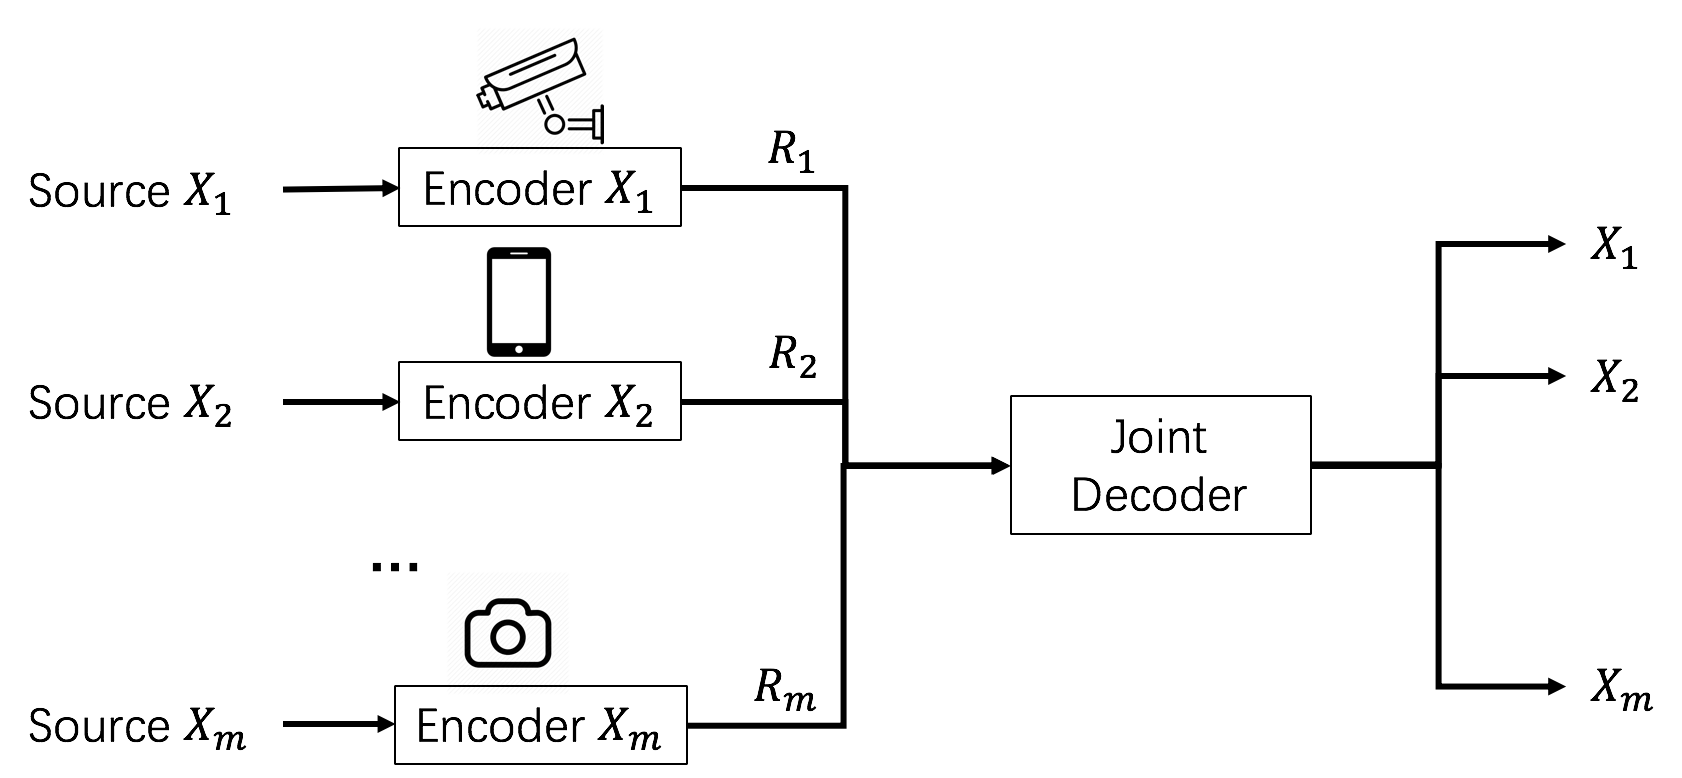 Source X₁
Encoder X₁
R₁
Source X₂
Encoder X₂
R₂
...
Source Xₘ
Encoder Xₘ
Rₘ
Joint
Decoder
X₁
X₂
Xₘ